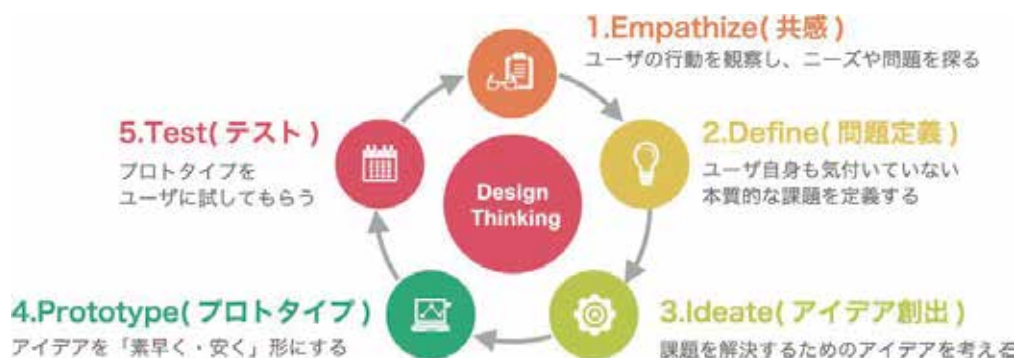 1.Empathize( 共感 )
ユーザの行動を観察し、ニーズや問題を探る
2.Define( 問題定義 )
ユーザ自身も気付いていない
本質的な課題を定義する
3.Ideate( アイデア創出 )
課題を解決するためのアイデアを考える
4.Prototype( プロトタイプ )
アイデアを「素早く・安く」形にする
5.Test( テスト )
プロトタイプを
ユーザに試してもらう
Design
Thinking